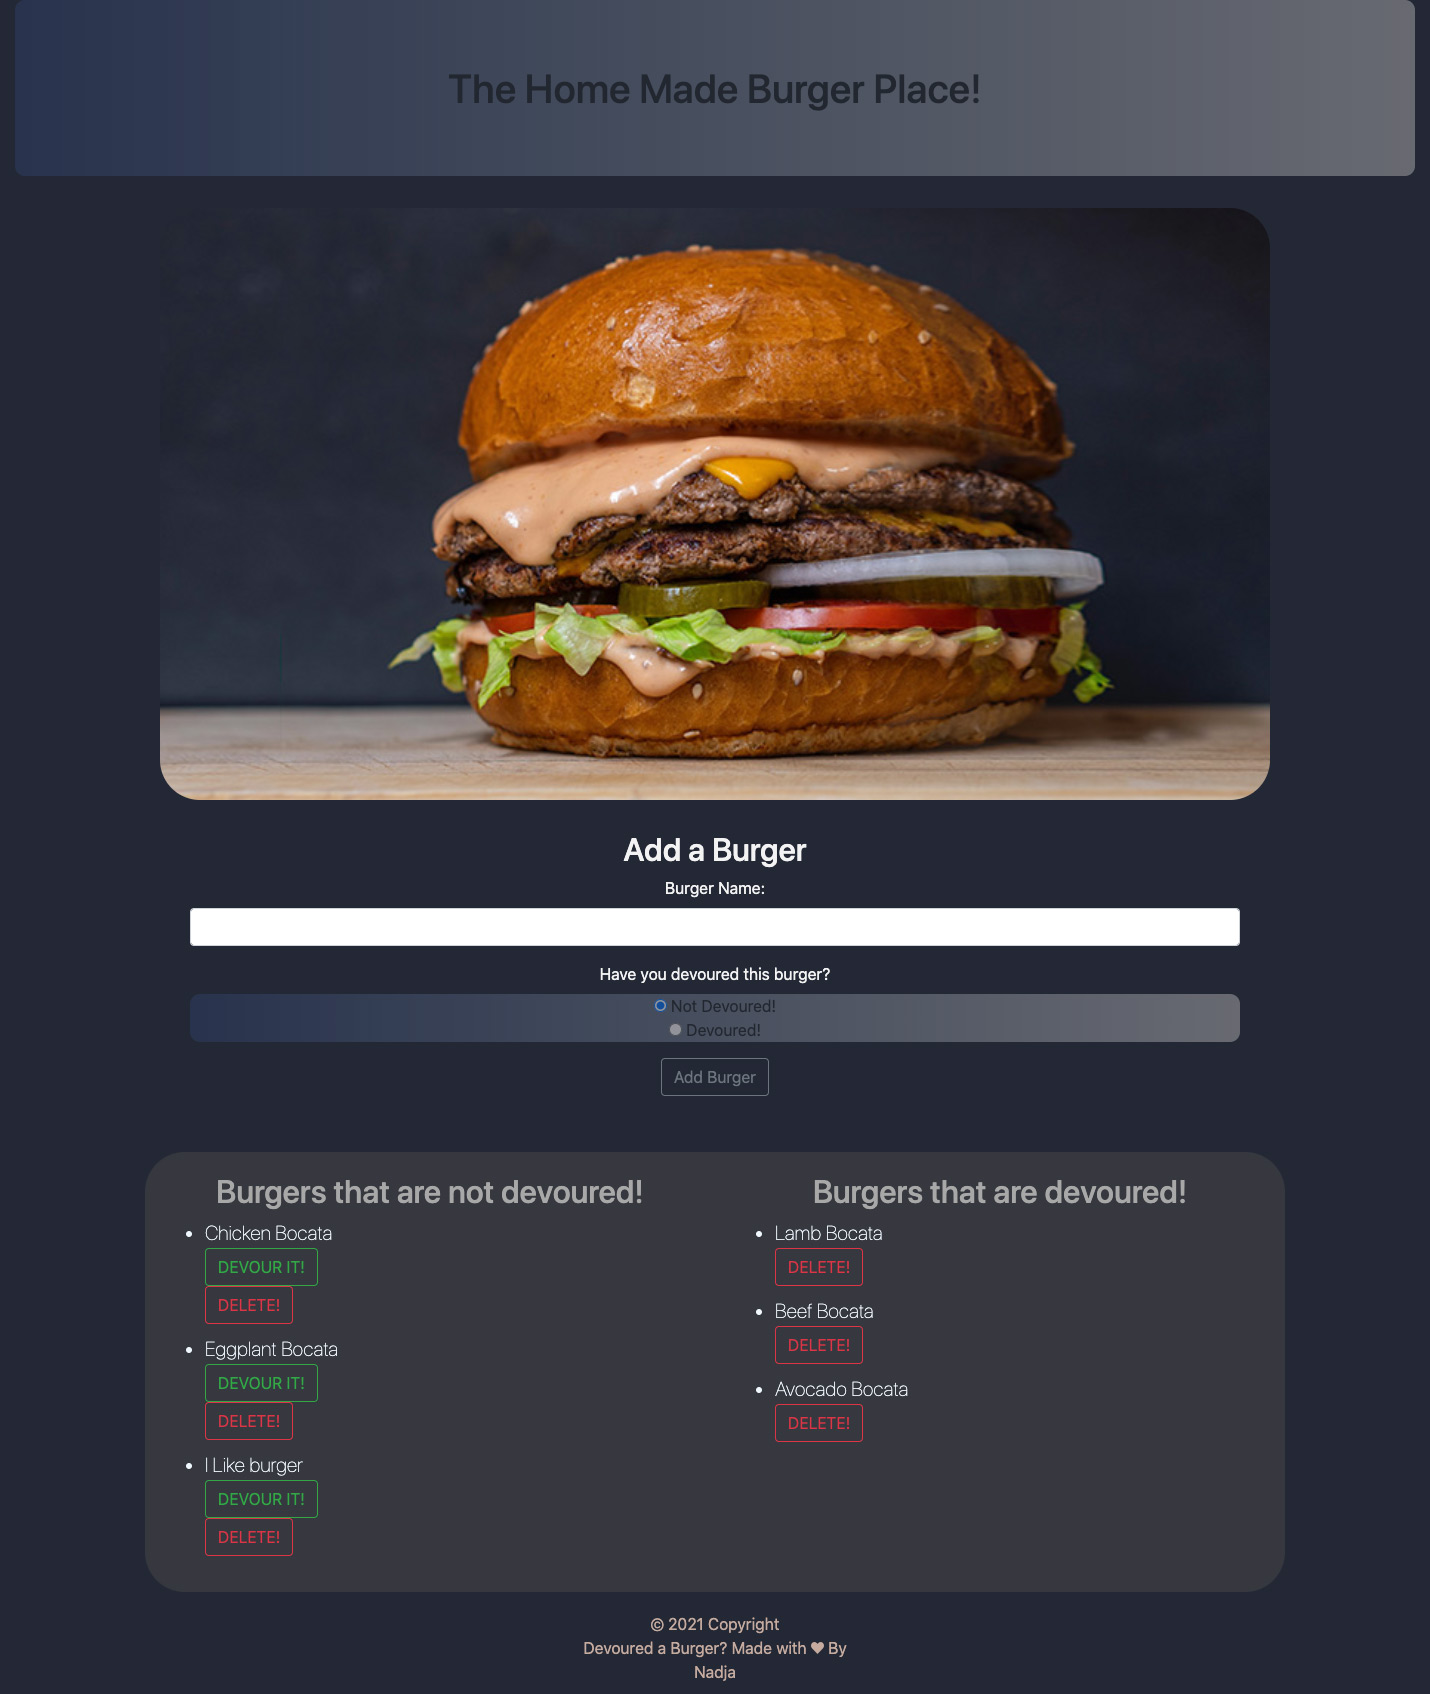 The Home Made Burger Place!
Add a Burger
Burger Name:
Have you devoured this burger?
Not Devoured!
Devoured!
Add Burger
Burgers that are not devoured!
Chicken Bocata
DEVOUR IT!
DELETE!
Eggplant Bocata
DEVOUR IT!
DELETE!
I Like burger
DEVOUR IT!
DELETE!
Burgers that are devoured!
Lamb Bocata
DELETE!
Beef Bocata
DELETE!
Avocado Bocata
DELETE!
© 2021 Copyright
Devoured a Burger? Made with ❤ By
Nadja